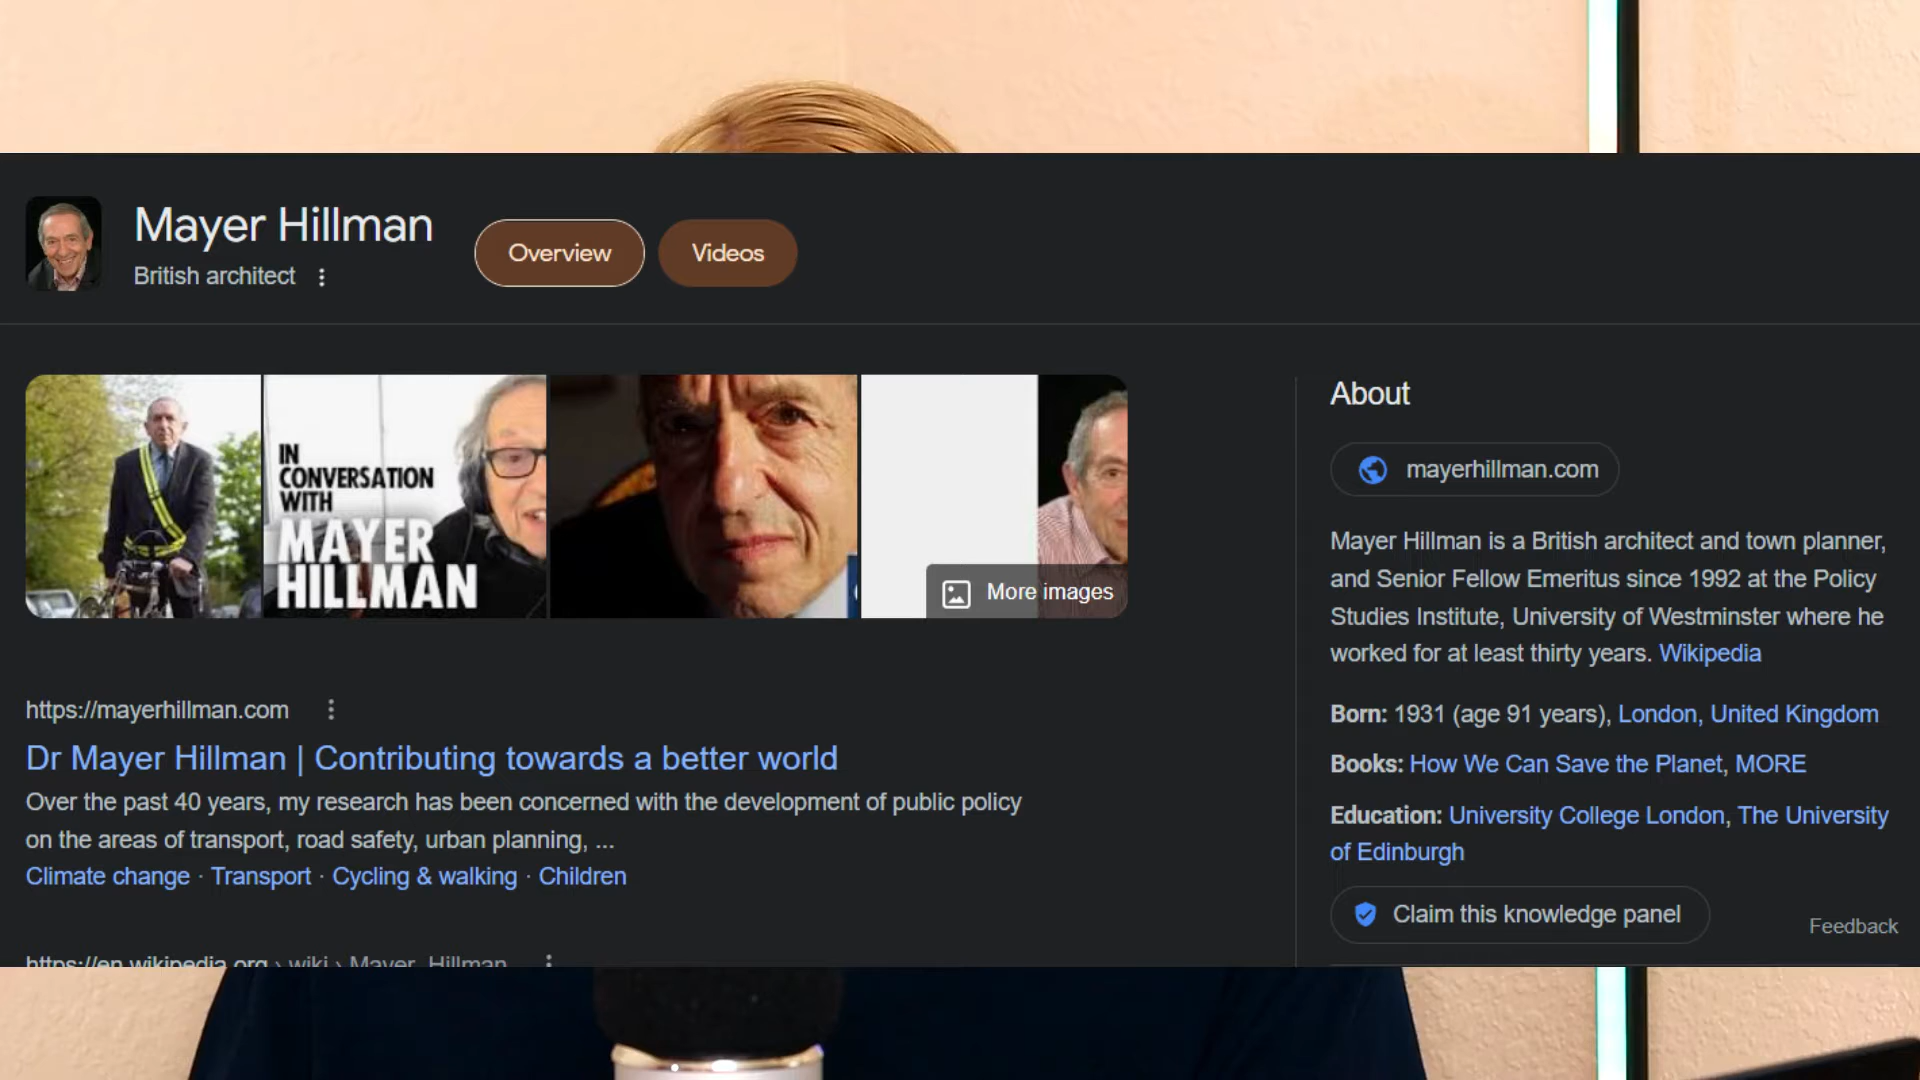 Mayer Hillman
British architect
Overview
Videos
IN
CONVERSATION
WITH
MAYER
HILLMAN
More images
https://mayerhillman.com
Dr Mayer Hillman | Contributing towards a better world
Over the past 40 years, my research has been concerned with the development of public policy
on the areas of transport, road safety, urban planning, ...
Climate change · Transport · Cycling & walking · Children
https://en.wikipedia.org › wiki › Mayer_Hillman
About
mayerhillman.com
Mayer Hillman is a British architect and town planner,
and Senior Fellow Emeritus since 1992 at the Policy
Studies Institute, University of Westminster where he
worked for at least thirty years. Wikipedia
Born: 1931 (age 91 years), London, United Kingdom
Books: How We Can Save the Planet, MORE
Education: University College London, The University
of Edinburgh
Claim this knowledge panel
Feedback